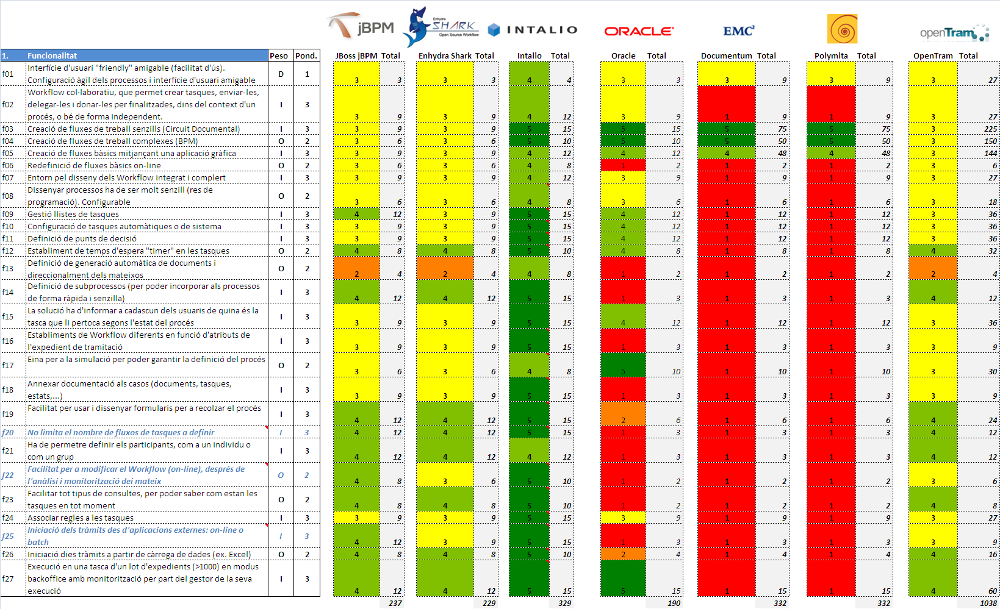 jBPM Enhydra SHARK Open Source Workflow INTALIO ORACLE EMC² openTram
1. Funcionalitat Peso Pond. JBoss jBPM Total Enhydra Shark Total Intalio Total Oracle Total Documentum Total Polymita Total OpenTram Total
f01 Interfície d'usuari "friendly" amigable (facilitat d'ús).
Configuració àgil dels processos i interfície d'usuari amigable D 1 3 3 3 3 4 4 3 3 3 9 3 9 3 27
f02 Workflow col·laboratiu, que permet crear tasques, enviar-les,
delegar-les i donar-les per finalitzades, dins del context d'un
procés, o bé de forma independent. I 3 3 9 3 9 4 12 3 9 1 9 1 9 3 27
f03 Creació de fluxes de treball senzills (Circuit Documental) I 3 3 9 3 9 5 15 5 15 5 75 5 75 3 225
f04 Creació de fluxes de treball complexes (BPM) O 2 3 6 3 6 5 10 5 10 5 50 5 50 3 150
f05 Creació de fluxes bàsics mitjançant una aplicació gràfica I 3 3 9 3 9 4 12 4 12 4 48 4 48 3 144
f06 Redefinició de fluxes bàsics on-line O 2 3 6 3 6 4 8 1 2 1 2 1 2 3 6
f07 Entorn pel disseny dels Workflow integrat i complert I 3 3 9 3 9 4 12 3 9 1 9 1 9 3 27
f08 Dissenyar processos ha de ser molt senzill (res de
programació). Configurable O 2 3 6 3 6 4 8 3 6 1 6 1 6 3 18
f09 Gestió llistes de tasques I 3 4 12 3 9 5 15 4 12 1 12 1 12 3 36
f10 Configuració de tasques automàtiques o de sistema I 3 3 9 3 9 5 15 4 12 1 12 1 12 3 36
f11 Definició de punts de decisió I 3 3 9 3 9 5 15 4 12 1 12 1 12 3 36
f12 Establiment de temps d'espera "timer" en les tasques O 2 4 8 4 8 5 10 4 8 1 8 1 8 4 32
f13 Definició de generació automàtica de documents i
direccionalment dels mateixos O 2 2 4 2 4 4 8 1 2 1 2 1 2 2 4
f14 Definició de subprocessos (per poder incorporar als processos
de forma ràpida i senzilla) I 3 4 12 4 12 5 15 1 3 1 3 1 3 4 12
f15 La solució ha d'informar a cadascun dels usuaris de quina és la
tasca que li pertoca segons l'estat del procés I 3 3 9 3 9 5 15 4 12 1 12 1 12 3 36
f16 Establiments de Workflow diferents en funció d'atributs de
l'expedient de tramitació I 3 3 9 3 9 5 15 1 3 1 3 1 3 3 9
f17 Eina per a la simulació per poder garantir la definició del procés O 2 3 6 3 6 4 8 5 10 1 10 1 10 3 30
f18 Annexar documentació als casos (documents, tasques,
estats,...) I 3 3 9 3 9 5 15 1 3 1 3 1 3 3 9
f19 Facilitat per usar i dissenyar formularis per a recolzar el procés I 3 4 12 4 12 5 15 2 6 1 6 1 6 4 24
f20 No limita el nombre de fluxos de tasques a definir I 3 4 12 4 12 5 15 1 3 1 3 1 3 4 12
f21 Ha de permetre definir els participants, com a un individu o
com un grup I 3 4 12 4 12 4 12 1 3 1 3 1 3 4 12
f22 Facilitat per a modificar el Workflow (on-line), després de
l'anàlisi i monitorització dei mateix O 2 4 8 3 6 5 10 1 2 1 2 1 2 3 6
f23 Facilitar tot tipus de consultes, per poder saber com estan les
tasques en tot moment O 2 4 8 4 8 5 10 1 2 1 2 1 2 4 8
f24 Associar regles a les tasques I 3 3 9 3 9 5 15 3 9 1 9 1 9 3 27
f25 Iniciació dels tràmits des d'aplicacions externes: on-line o
batch I 3 4 12 3 9 5 15 1 3 1 3 1 3 3 9
f26 Iniciació dies tràmits a partir de càrrega de dades (ex. Excel) O 2 4 8 4 8 5 10 2 4 1 4 1 4 4 16
f27 Execució en una tasca d'un lot d'expedients (>1000) en modus
backoffice amb monitorització per part del gestor de la seva
execució I 3 4 12 4 12 5 15 5 15 1 15 1 15 4 60
237 229 329 190 332 332 1038